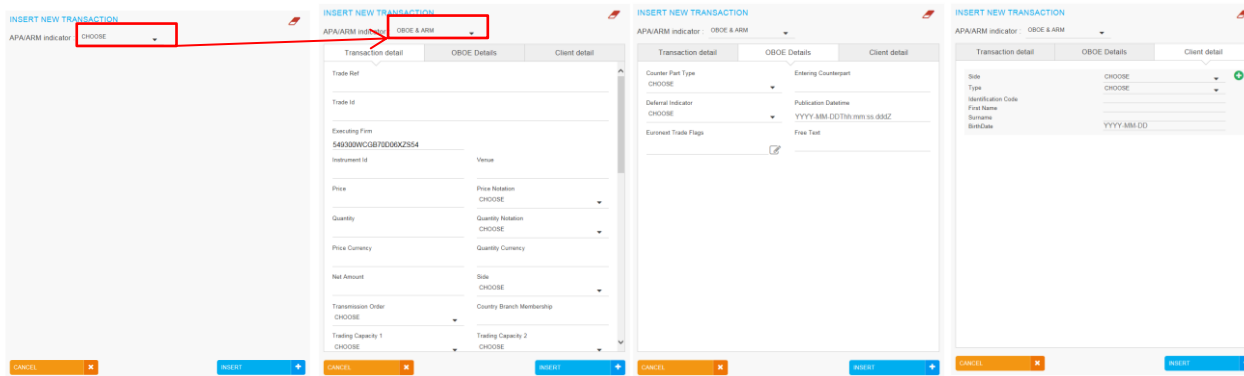 INSERT NEW TRANSACTION
APA/ARM indicator : CHOOSE
CANCEL
INSERT
INSERT NEW TRANSACTION
APA/ARM indicator : OBOE & ARM
Transaction detail OBOE Details Client detail
Trade Ref
Trade Id
Executing Firm
549300WCGB70D06XZS54
Instrument Id Venue
Price Price Notation
CHOOSE
Quantity Quantity Notation
CHOOSE
Price Currency Quantity Currency
Net Amount Side
CHOOSE
Transmission Order Country Branch Membership
CHOOSE
Trading Capacity 1 Trading Capacity 2
CHOOSE CHOOSE
CANCEL INSERT
INSERT NEW TRANSACTION
APA/ARM indicator : OBOE & ARM
Transaction detail OBOE Details Client detail
Counter Part Type Entering Counterpart
CHOOSE
Deferral Indicator Publication Datetime
CHOOSE YYYY-MM-DDThh:mm:ss.dddZ
Euronext Trade Flags Free Text
CANCEL INSERT
INSERT NEW TRANSACTION
APA/ARM indicator : OBOE & ARM
Transaction detail OBOE Details Client detail
Side CHOOSE
Type CHOOSE
Identification Code
First Name
Surname
BirthDate YYYY-MM-DD
CANCEL INSERT